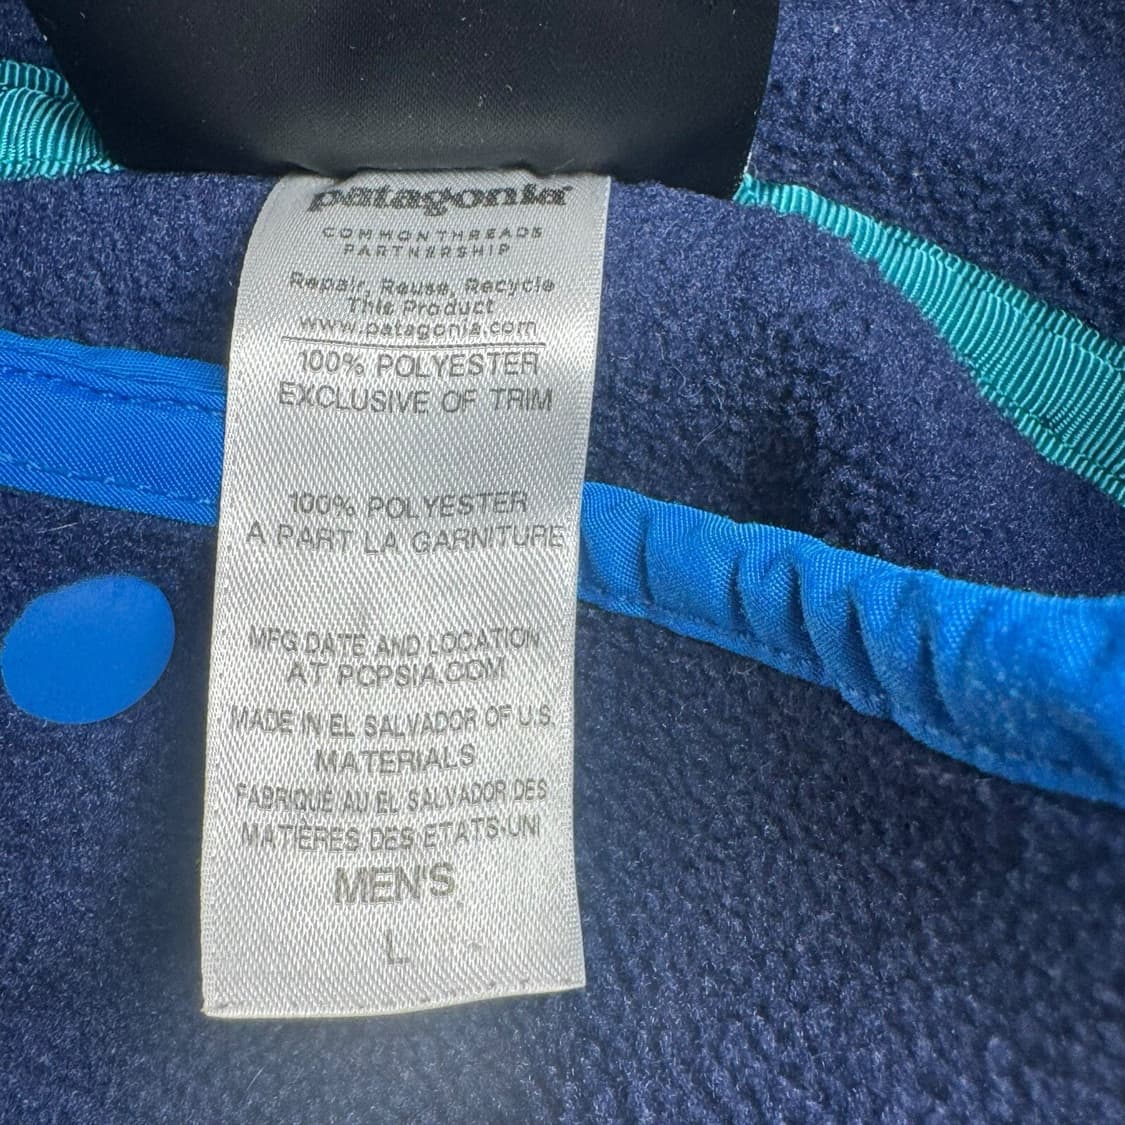 patagonia
COMMON THREADS
PARTNERSHIP
Repair, Reuse, Recycle
This Product
www.patagonia.com
100% POLYESTER
EXCLUSIVE OF TRIM
100% POLYESTER
A PART LA GARNITURE
MFG DATE AND LOCATION
AT PCPSIA.COM
MADE IN EL SALVADOR OF U.S.
MATERIALS
FABRIQUÉ AU EL SALVADOR DES
MATIÈRES DES ETATS-UNI
MEN'S
L